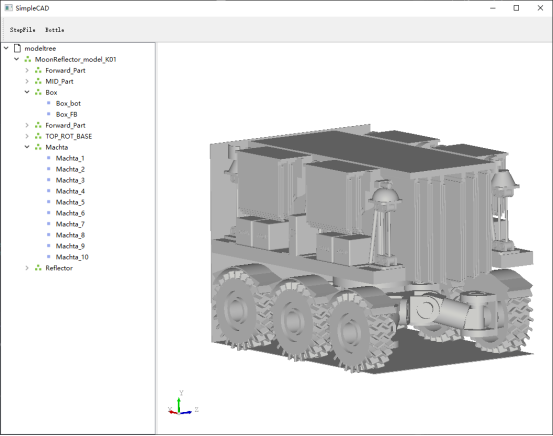 SimpleCAD
StepFile Bottle
modeltree
MoonReflector_model_K01
Forward_Part
MID_Part
Box
Box_bot
Box_FB
Forward_Part
TOP_ROT_BASE
Machta
Machta_1
Machta_2
Machta_3
Machta_4
Machta_5
Machta_6
Machta_7
Machta_8
Machta_9
Machta_10
Reflector
Y
X Z